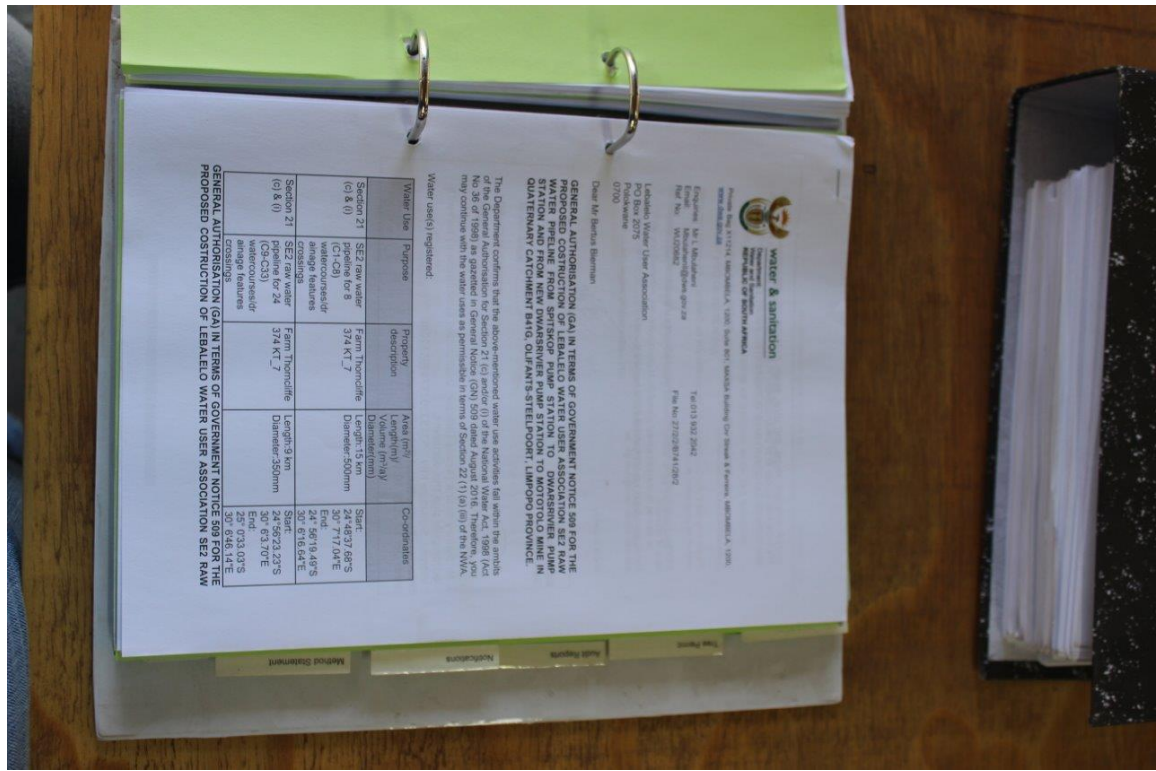 water & sanitation
Department:
Water and Sanitation
REPUBLIC OF SOUTH AFRICA
www.dwa.gov.za
Enquiries: Mr L Mbulaheni
Email:
Ref. No:
Tel:013 932 2042
File No: 27/2/2/B741/26/2
Lebalelo Water User Association
PO Box 2075
Polokwane
0700
Dear Mr Bertus Bierman
GENERAL AUTHORISATION (GA) IN TERMS OF GOVERNMENT NOTICE 509 FOR THE
PROPOSED COSTRUCTION OF LEBALELO WATER USER ASSOCIATION SE2 RAW
WATER PIPELINE FROM SPITSKOP PUMP STATION TO DWARSRIVIER PUMP
STATION AND FROM NEW DWARSRIVIER PUMP STATION TO MOTOTOLO MINE IN
QUATERNARY CATCHMENT B41G, OLIFANTS-STEELPOORT, LIMPOPO PROVINCE.
The Department confirms that the above-mentioned water use activities fall within the ambits
of the General Authorisation for Section 21 (c) and/or (i) of the National Water Act, 1998 (Act
No 36 of 1998) as gazetted in General Notice (GN) 509 dated August 2016. Therefore, you
may continue with the water uses as permissible in terms of Section 22 (1) (a) (iii) of the NWA.
Water use(s) registered:
Water Use Purpose Property description Area (m²)/ Length(m)/ Volume (m³/a)/ Diameter(mm) Co-ordinates
Section 21 (c) & (i) SE2 raw water pipeline for 8 (C1-C8) watercourses/dr ainage features crossings Farm Thorncliffe 374 KT_7 Length:15 km Diameter:500mm Start: 24°48'37.68"S 30° 7'17.04"E End: 24° 56'19.49"S 30° 6'16.64"E
Section 21 (c) & (i) SE2 raw water pipeline for 24 (C9-C33) watercourses/dr ainage features crossings Farm Thorncliffe 374 KT_7 Length:9 km Diameter:350mm Start: 24°56'23.23"S 30° 6'3.70"E End: 25° 0'33.03"S 30° 6'46.14"E
GENERAL AUTHORISATION (GA) IN TERMS OF GOVERNMENT NOTICE 509 FOR THE
PROPOSED COSTRUCTION OF LEBALELO WATER USER ASSOCIATION SE2 RAW
Method Statement
Notifications
Audit Reports
Tree Permit